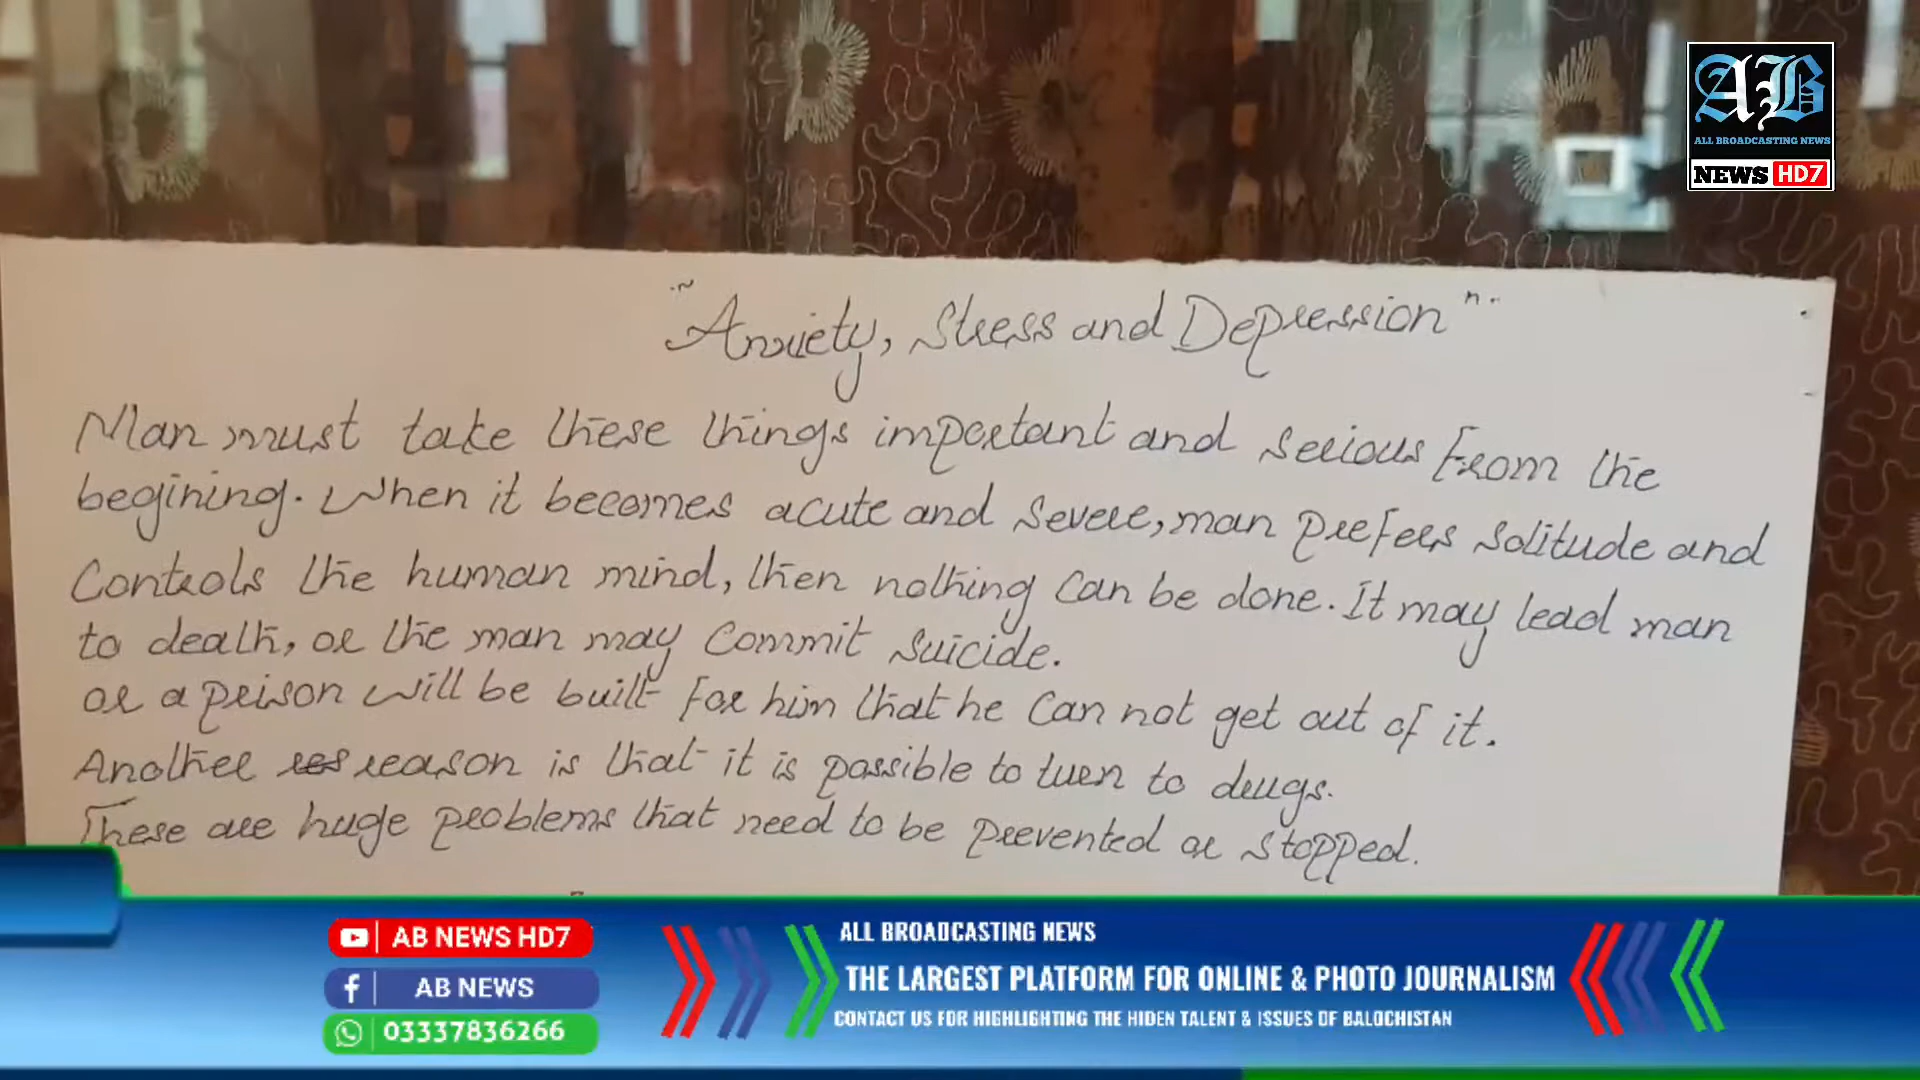 AB
ALL BROADCASTING NEWS
NEWS HD7
"Anxiety, Stress and Depression".
Man must take these things important and serious from the
begining. When it becomes acute and severe, man prefers solitude and
Controls the human mind, then nothing can be done. It may lead man
to death, or the man may commit suicide.
or a prison will be built for him that he can not get out of it.
Another res reason is that it is possible to turn to drugs.
These are huge problems that need to be prevented or stopped.
AB NEWS HD7
AB NEWS
03337836266
ALL BROADCASTING NEWS
THE LARGEST PLATFORM FOR ONLINE & PHOTO JOURNALISM
CONTACT US FOR HIGHLIGHTING THE HIDEN TALENT & ISSUES OF BALOCHISTAN